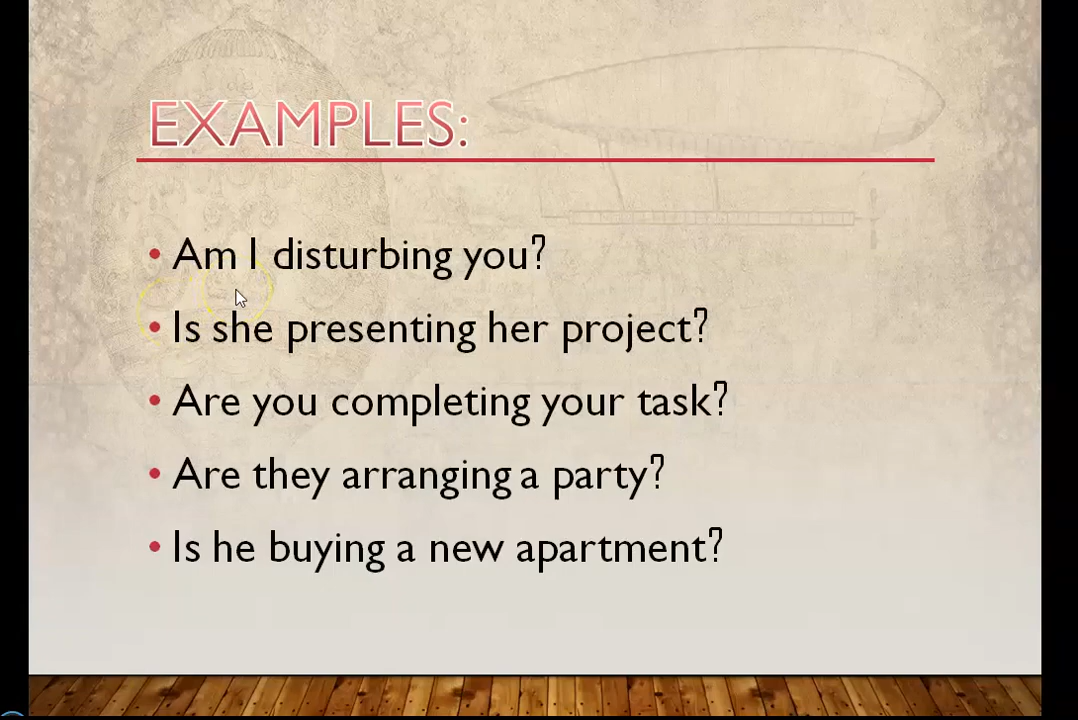 EXAMPLES:
• Am I disturbing you?
• Is she presenting her project?
• Are you completing your task?
• Are they arranging a party?
• Is he buying a new apartment?